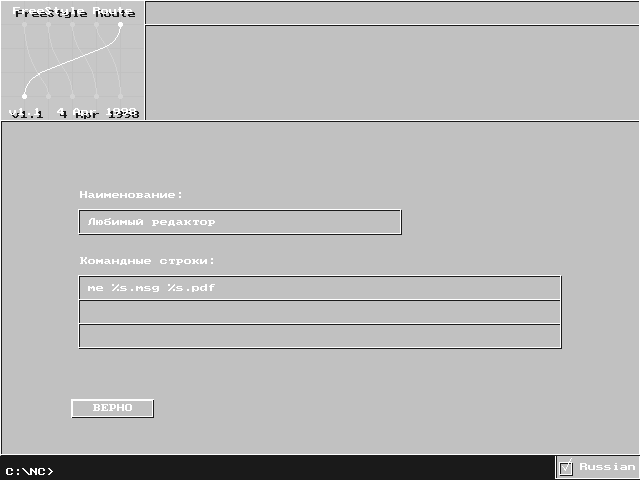 FreeStyle Route
v1.1 4 Apr 1998
Наименование:
Любимый редактор
Командные строки:
me %s.msg %s.pdf
ВЕРНО
C:\NC>
Russian